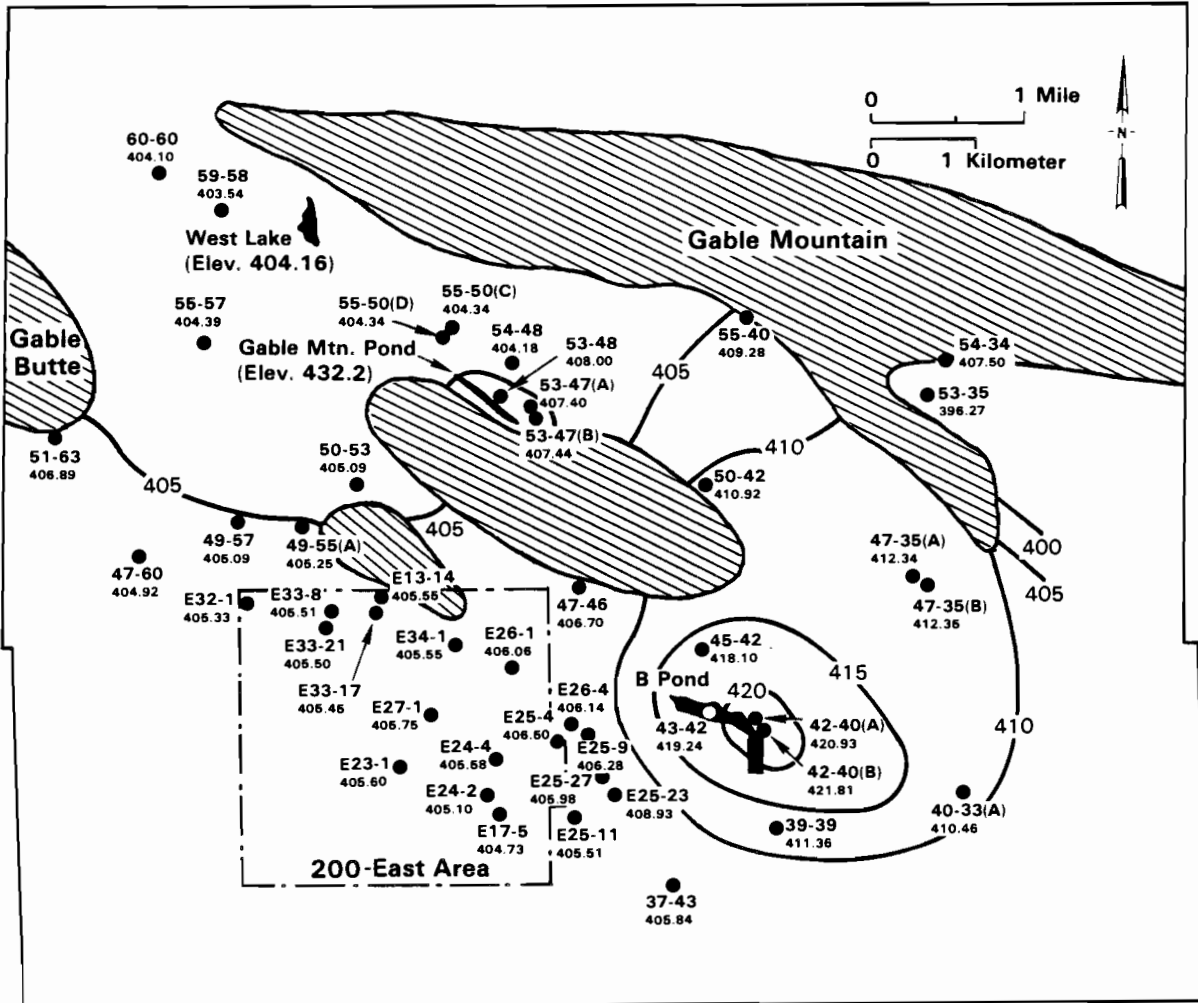 0 1 Mile
0 1 Kilometer
N
60-60
404.10
59-58
403.54
West Lake
(Elev. 404.16)
Gable Mountain
55-57
404.39
55-50(D)
404.34
55-50(C)
404.34
54-48
404.18
53-48
408.00
Gable Mtn. Pond
(Elev. 432.2)
53-47(A)
407.40
53-47(B)
407.44
55-40
409.28
54-34
407.50
53-35
396.27
Gable
Butte
405
410
51-63
406.89
50-53
405.09
50-42
410.92
405
405
49-57
405.09
49-55(A)
405.25
47-60
404.92
47-35(A)
412.34
47-35(B)
412.35
400
405
E32-1
405.33
E33-8
405.51
E13-14
405.55
E33-21
405.50
E33-17
405.45
E34-1
405.55
E26-1
406.06
47-46
406.70
45-42
418.10
415
B Pond
420
410
43-42
419.24
42-40(A)
420.93
42-40(B)
421.81
E27-1
405.75
E26-4
406.14
E25-4
406.50
E25-9
406.28
E24-4
405.58
E23-1
405.60
E24-2
405.10
E25-27
405.98
E25-23
408.93
E17-5
404.73
E25-11
405.51
39-39
411.36
40-33(A)
410.46
200-East Area
37-43
405.84